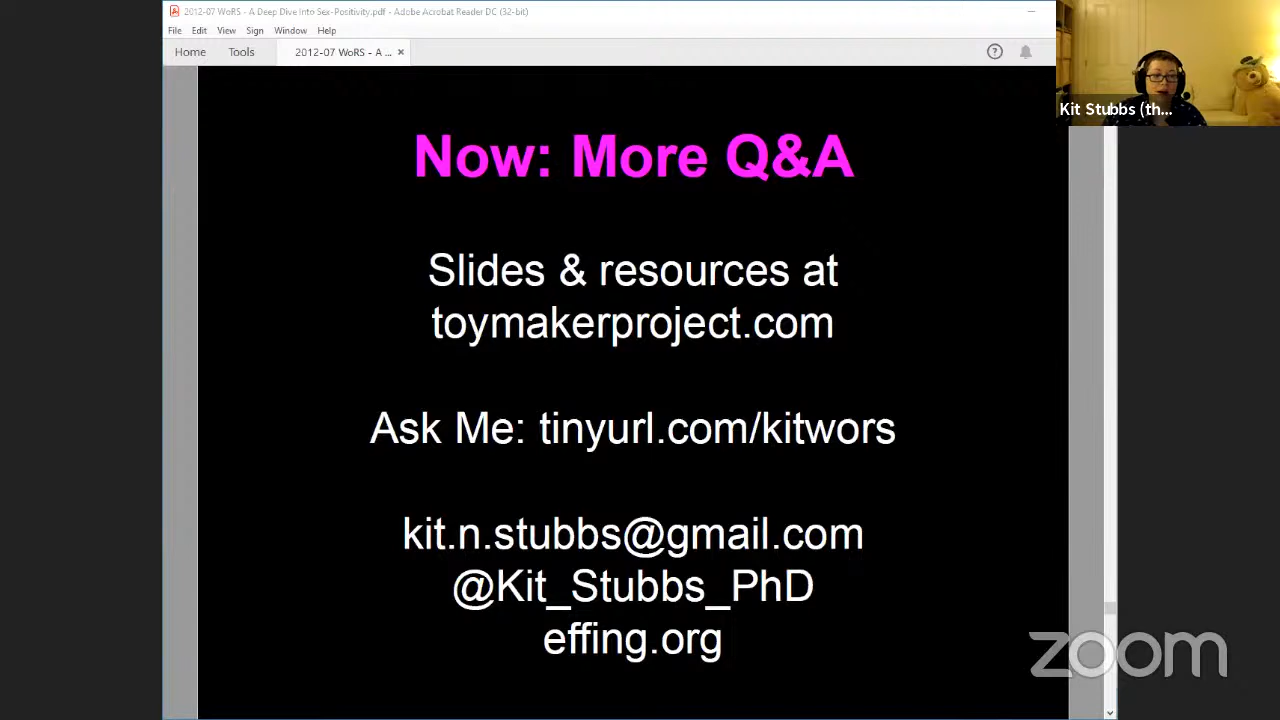 2012-07 WoRS - A Deep Dive Into Sex-Positivity.pdf - Adobe Acrobat Reader DC (32-bit)
File Edit View Sign Window Help
Home Tools 2012-07 WoRS - A ... ×
Kit Stubbs (th...
Now: More Q&A
Slides & resources at
toymakerproject.com
Ask Me: tinyurl.com/kitwors
kit.n.stubbs@gmail.com
@Kit_Stubbs_PhD
effing.org
zoom